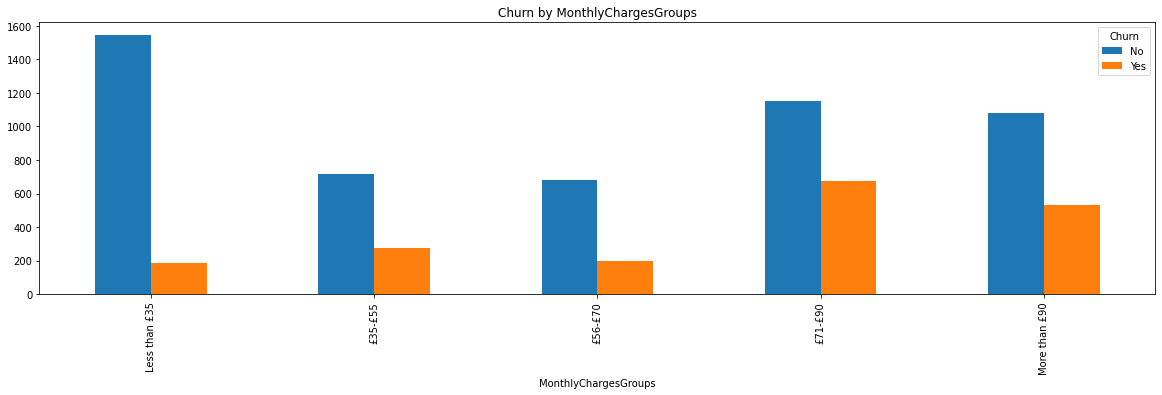 Churn by MonthlyChargesGroups
Churn
No
Yes
1600
1400
1200
1000
800
600
400
200
0
Less than £35
£35-£55
£56-£70
£71-£90
More than £90
MonthlyChargesGroups